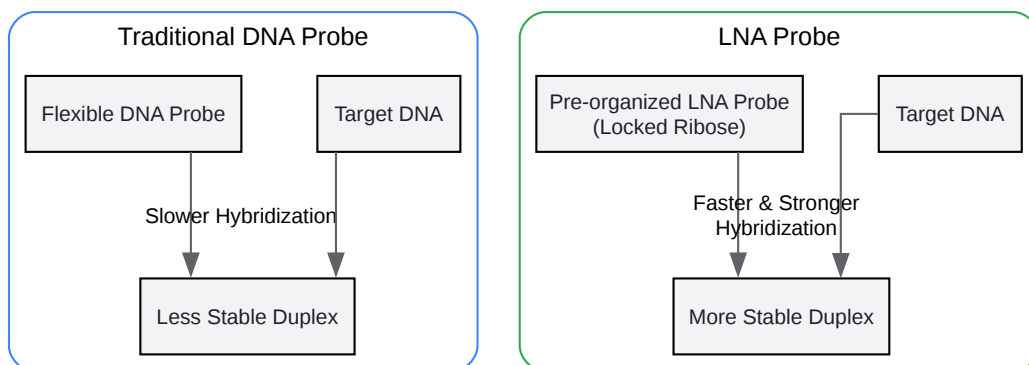 Traditional DNA Probe
Flexible DNA Probe
Target DNA
Slower Hybridization
Less Stable Duplex
LNA Probe
Pre-organized LNA Probe
(Locked Ribose)
Target DNA
Faster & Stronger
Hybridization
More Stable Duplex